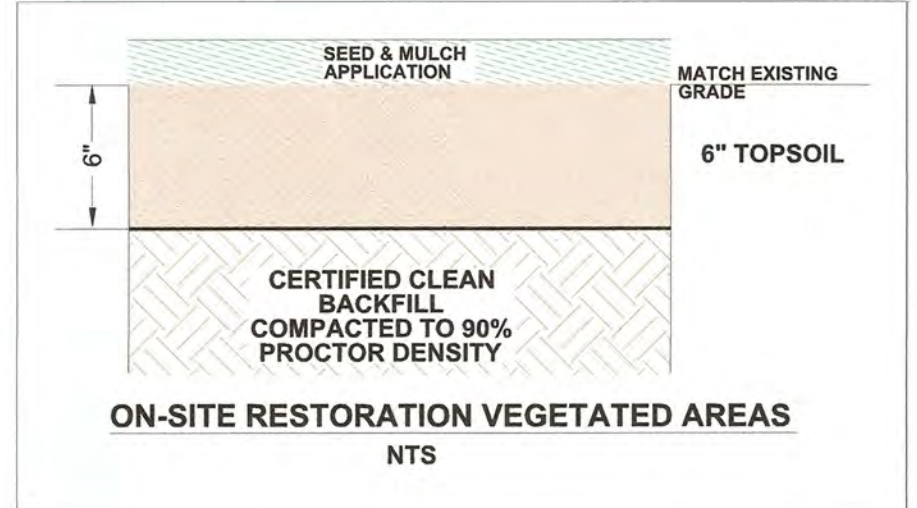 SEED & MULCH
APPLICATION
MATCH EXISTING
GRADE
6"
6" TOPSOIL
CERTIFIED CLEAN
BACKFILL
COMPACTED TO 90%
PROCTOR DENSITY
ON-SITE RESTORATION VEGETATED AREAS
NTS